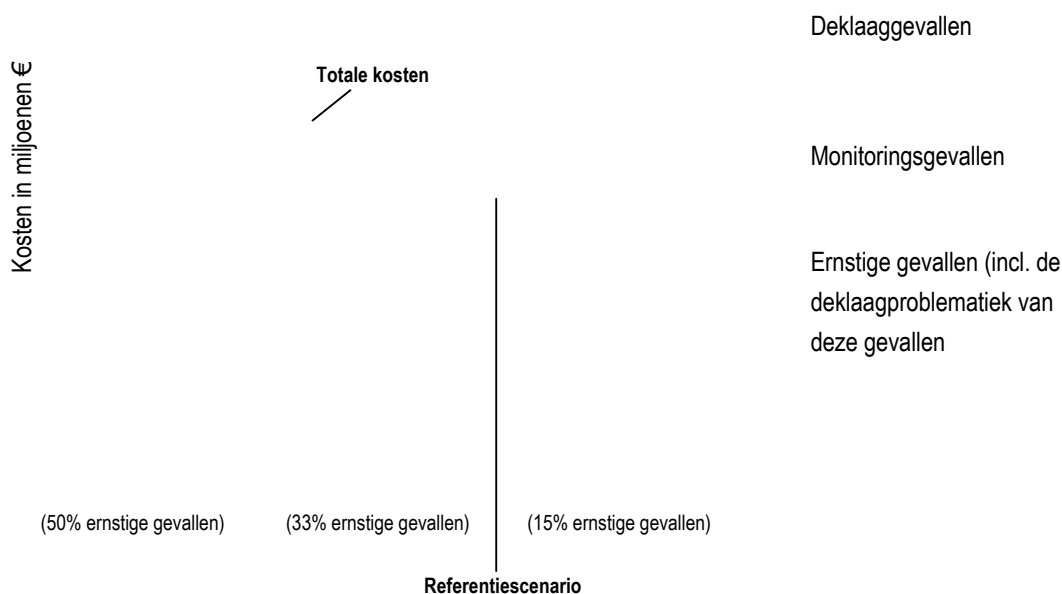 Kosten in miljoenen €
Totale kosten
Deklaaggevallen
Monitoringsgevallen
Ernstige gevallen (incl. de
deklaagproblematiek van
deze gevallen
(50% ernstige gevallen)
(33% ernstige gevallen)
(15% ernstige gevallen)
Referentiescenario